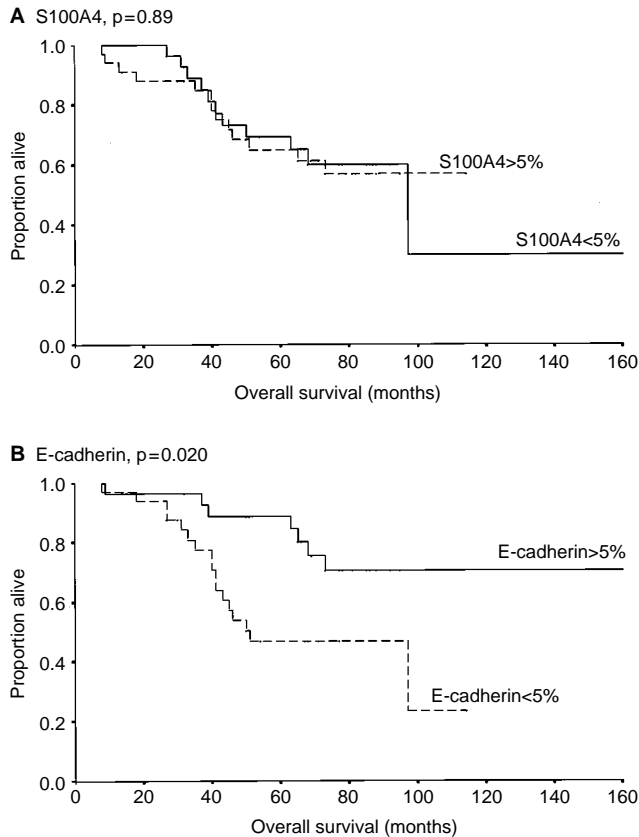 A S100A4, p=0.89
1.0
0.8
0.6
0.4
0.2
0.0
Proportion alive
S100A4>5%
S100A4<5%
0 20 40 60 80 100 120 140 160
Overall survival (months)
B E-cadherin, p=0.020
1.0
0.8
0.6
0.4
0.2
0.0
Proportion alive
E-cadherin>5%
E-cadherin<5%
0 20 40 60 80 100 120 140 160
Overall survival (months)